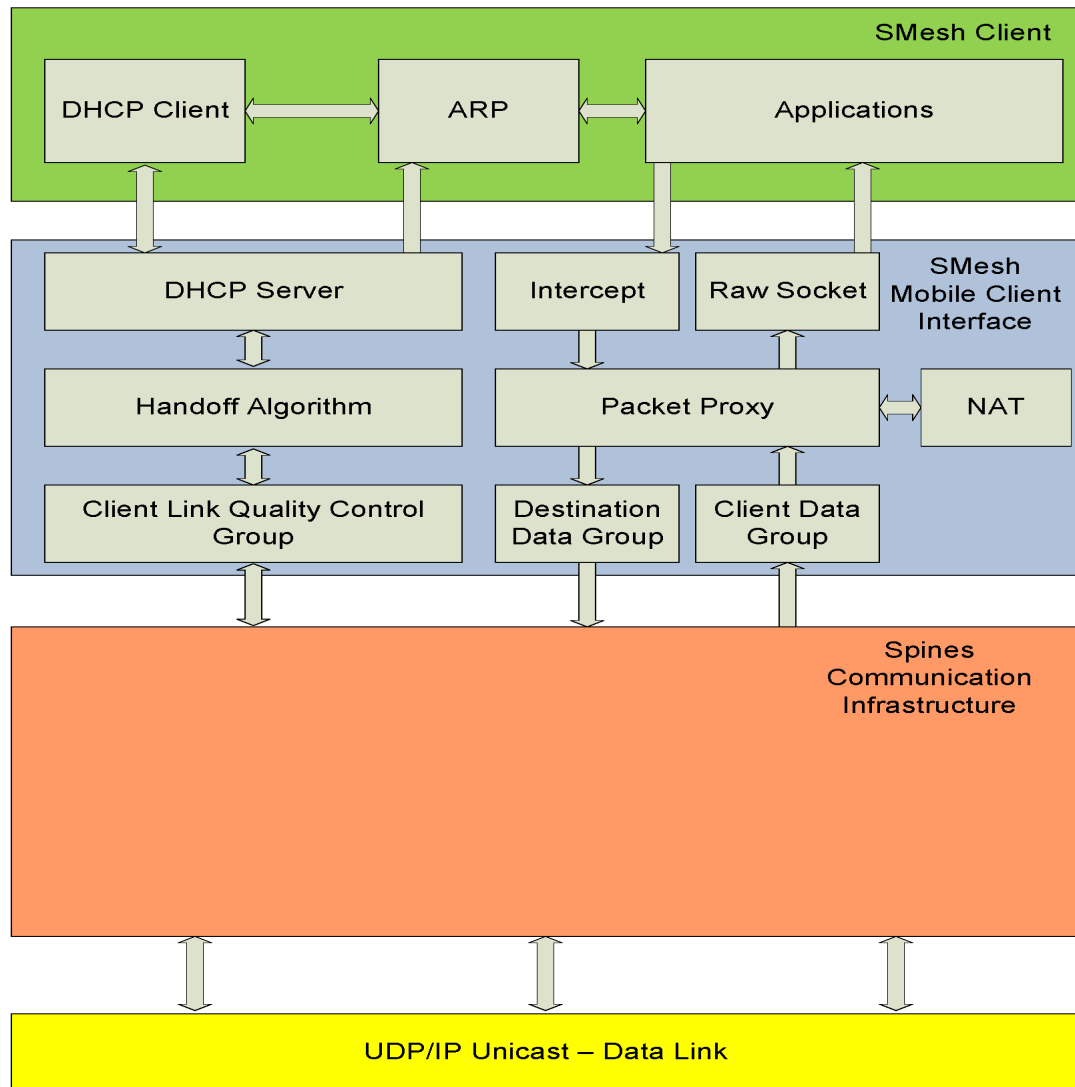 SMesh Client
DHCP Client
ARP
Applications
SMesh
Mobile Client
Interface
DHCP Server
Intercept
Raw Socket
Handoff Algorithm
Packet Proxy
NAT
Client Link Quality Control
Group
Destination
Data Group
Client Data
Group
Spines
Communication
Infrastructure
UDP/IP Unicast – Data Link